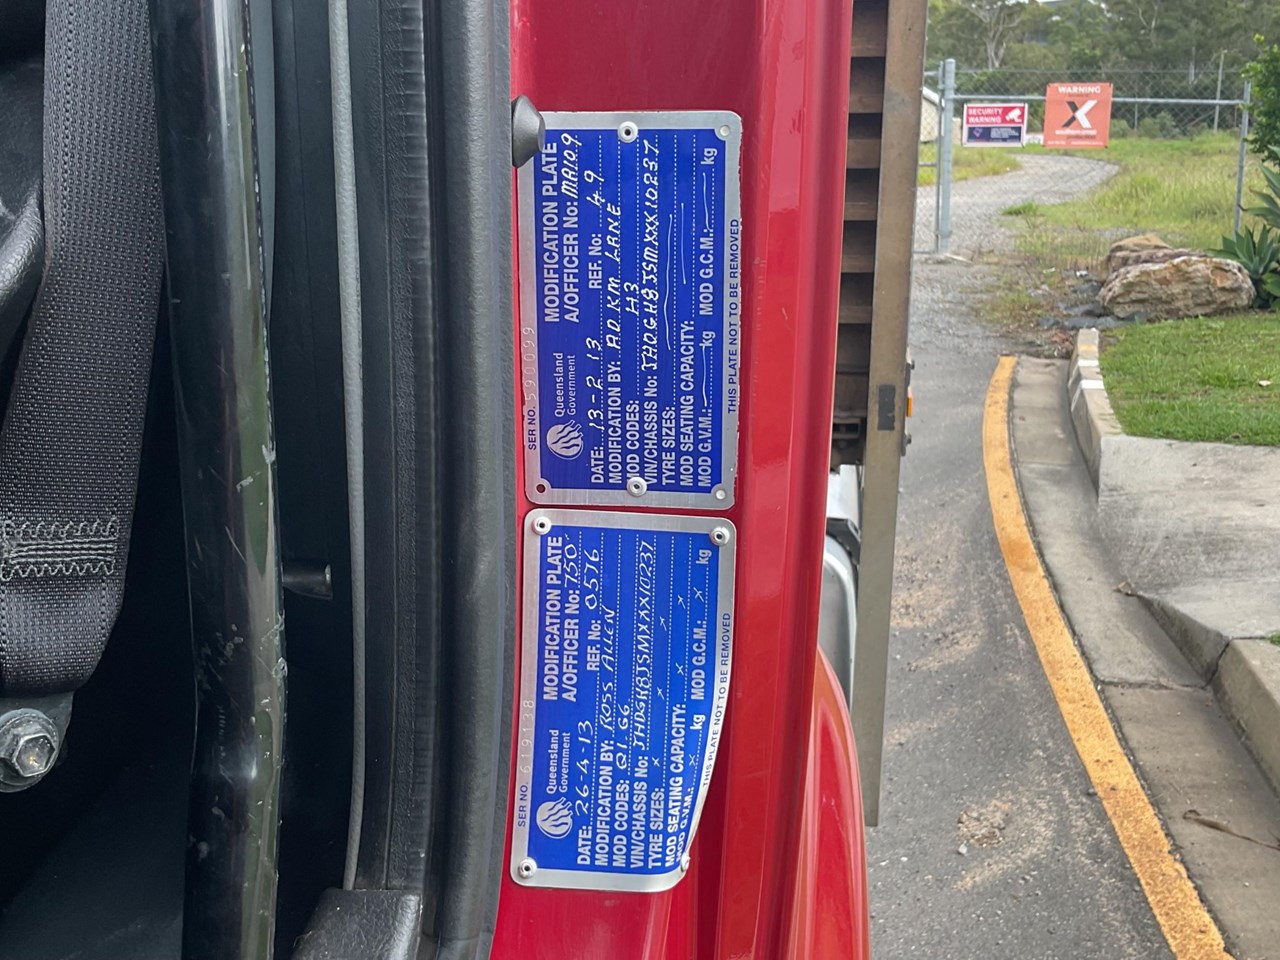 SER NO. 590099
Queensland Government
MODIFICATION PLATE
A/OFFICER No: MA109
DATE: 13-2-13 REF. No: 49
MODIFICATION BY: AD. KM LANE
MOD CODES: H3
VIN/CHASSIS No:
TYRE SIZES:
MOD SEATING CAPACITY:
MOD G.V.M.: kg MOD G.C.M.: kg
THIS PLATE NOT TO BE REMOVED
SER NO. 619138
Queensland Government
MODIFICATION PLATE
A/OFFICER No: 750
DATE: 26-4-13 REF. No: 0576
MODIFICATION BY: ROSS ALLEN
MOD CODES: Q1. G6
VIN/CHASSIS No:
TYRE SIZES: x x x
MOD SEATING CAPACITY: x
MOD G.V.M.: x kg MOD G.C.M.: x kg
THIS PLATE NOT TO BE REMOVED
SECURITY
WARNING
WARNING
X